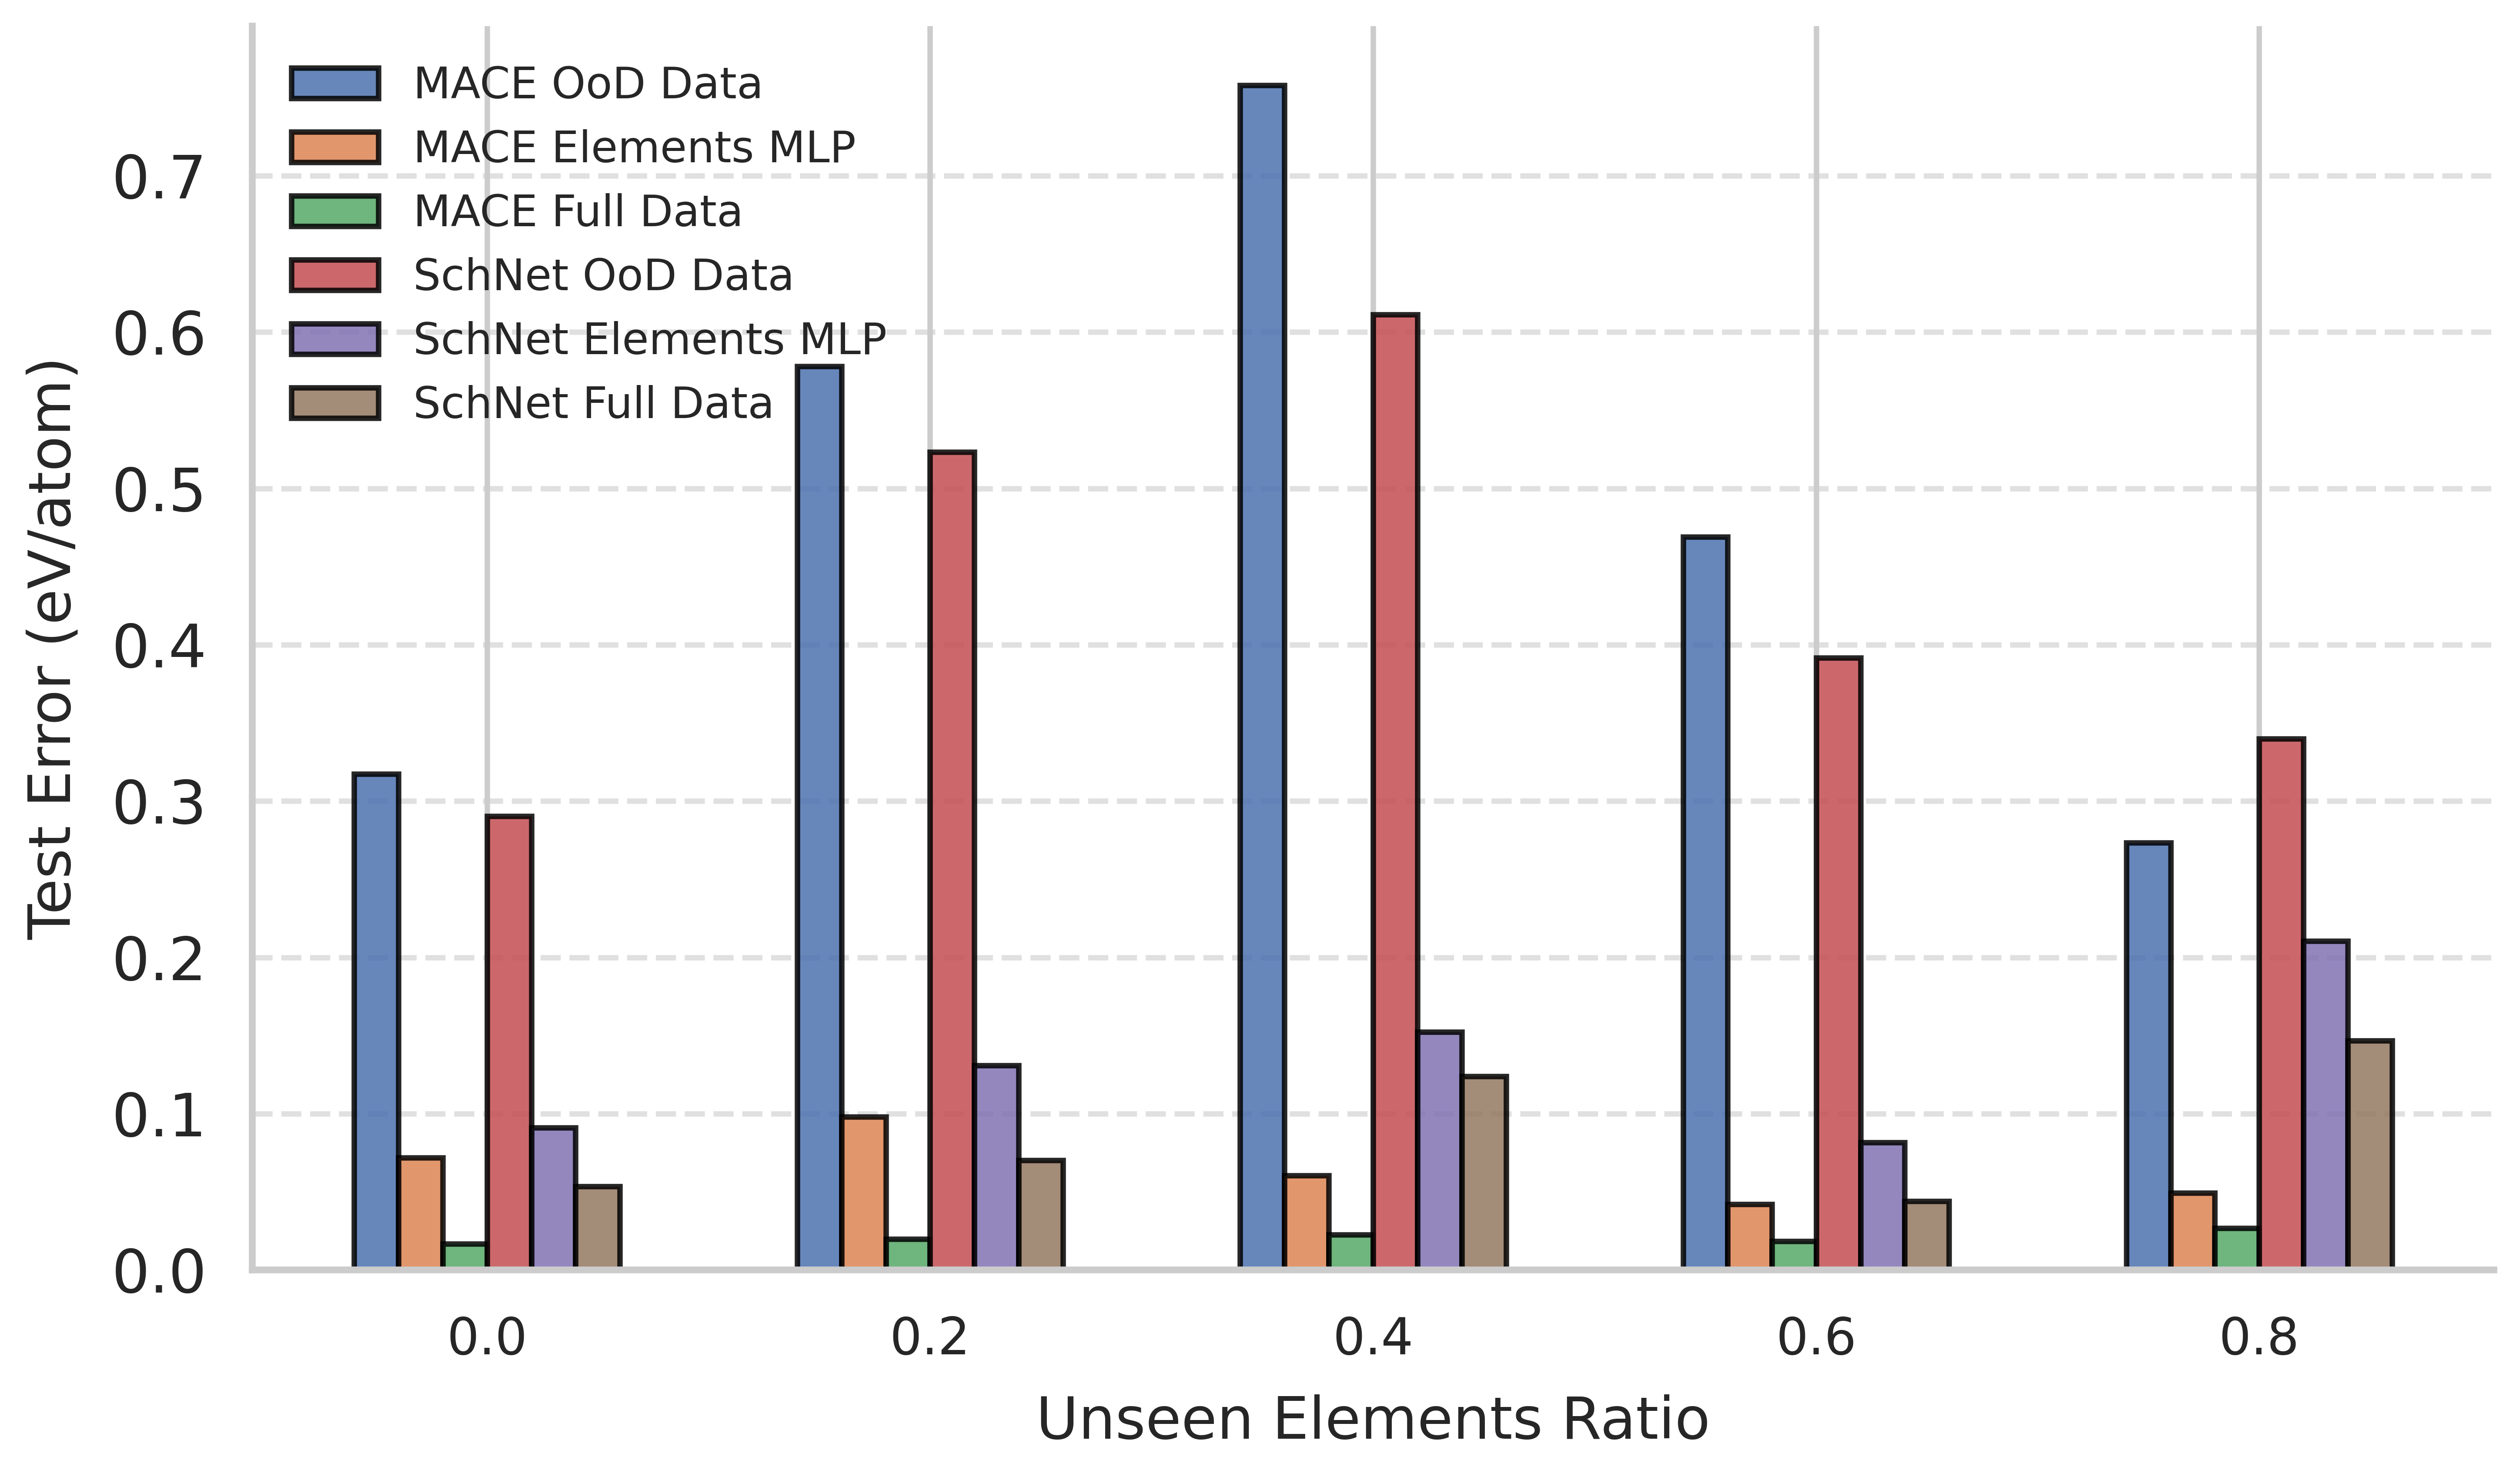 MACE OoD Data
MACE Elements MLP
MACE Full Data
SchNet OoD Data
SchNet Elements MLP
SchNet Full Data
Test Error (eV/atom)
0.7
0.6
0.5
0.4
0.3
0.2
0.1
0.0
0.0 0.2 0.4 0.6 0.8
Unseen Elements Ratio